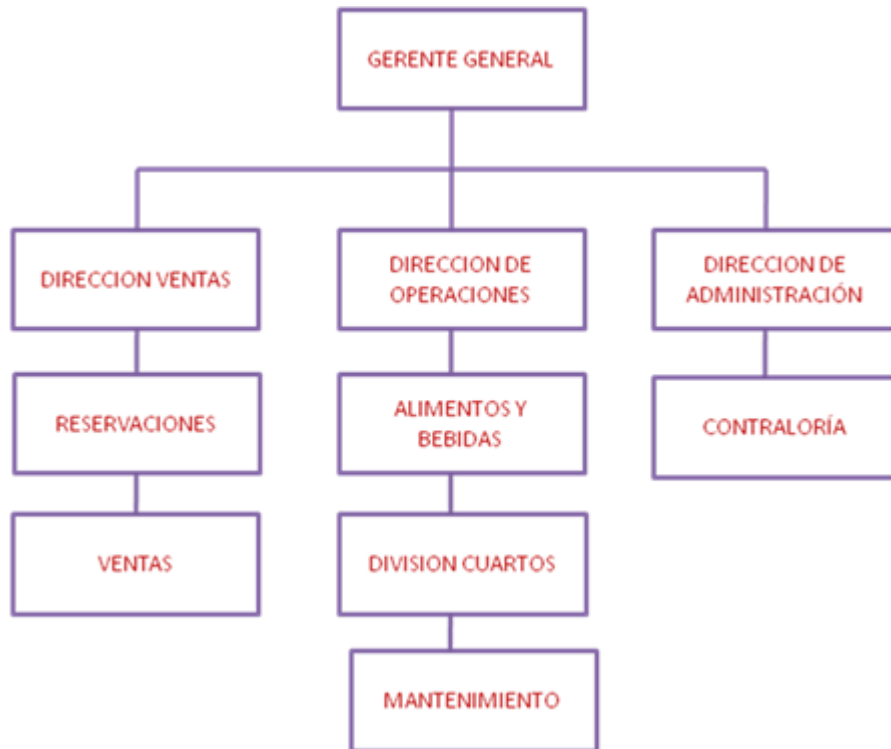 GERENTE GENERAL
DIRECCION VENTAS
DIRECCION DE
OPERACIONES
DIRECCION DE
ADMINISTRACIÓN
RESERVACIONES
ALIMENTOS Y
BEBIDAS
CONTRALORÍA
VENTAS
DIVISION CUARTOS
MANTENIMIENTO